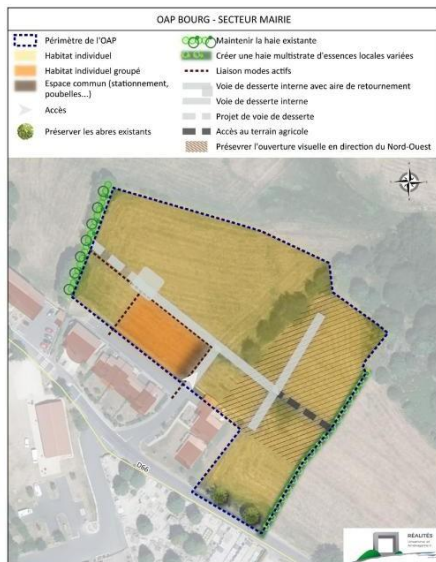 OAP BOURG - SECTEUR MAIRIE
Périmètre de l'OAP
Habitat individuel
Habitat individuel groupé
Espace commun (stationnement,
poubelles...)
Accès
Préserver les abres existants
Maintenir la haie existante
Créer une haie multistrate d'essences locales variées
Liaison modes actifs
Voie de desserte interne avec aire de retournement
Voie de desserte interne
Projet de voie de desserte
Accès au terrain agricole
Présevrer l'ouverture visuelle en direction du Nord-Ouest
D66
RÉALITÉS